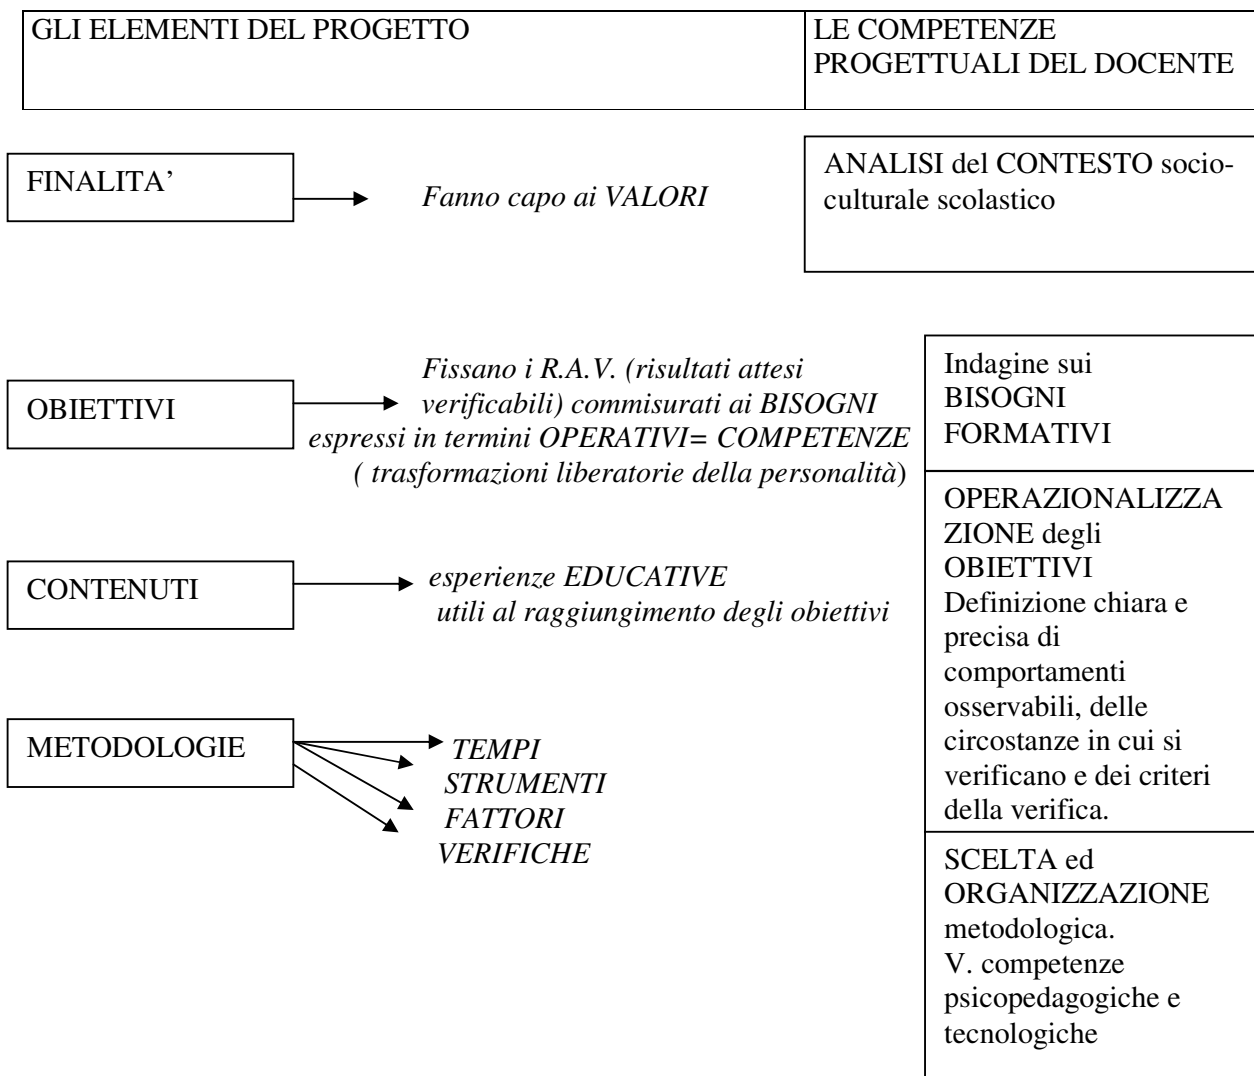 GLI ELEMENTI DEL PROGETTO
LE COMPETENZE
PROGETTUALI DEL DOCENTE
FINALITA’
Fanno capo ai VALORI
ANALISI del CONTESTO socio-
culturale scolastico
OBIETTIVI
Fissano i R.A.V. (risultati attesi
verificabili) commisurati ai BISOGNI
espressi in termini OPERATIVI= COMPETENZE
( trasformazioni liberatorie della personalità)
Indagine sui
BISOGNI
FORMATIVI
CONTENUTI
esperienze EDUCATIVE
utili al raggiungimento degli obiettivi
OPERAZIONALIZZA
ZIONE degli
OBIETTIVI
Definizione chiara e
precisa di
comportamenti
osservabili, delle
circostanze in cui si
verificano e dei criteri
della verifica.
METODOLOGIE
TEMPI
STRUMENTI
FATTORI
VERIFICHE
SCELTA ed
ORGANIZZAZIONE
metodologica.
V. competenze
psicopedagogiche e
tecnologiche